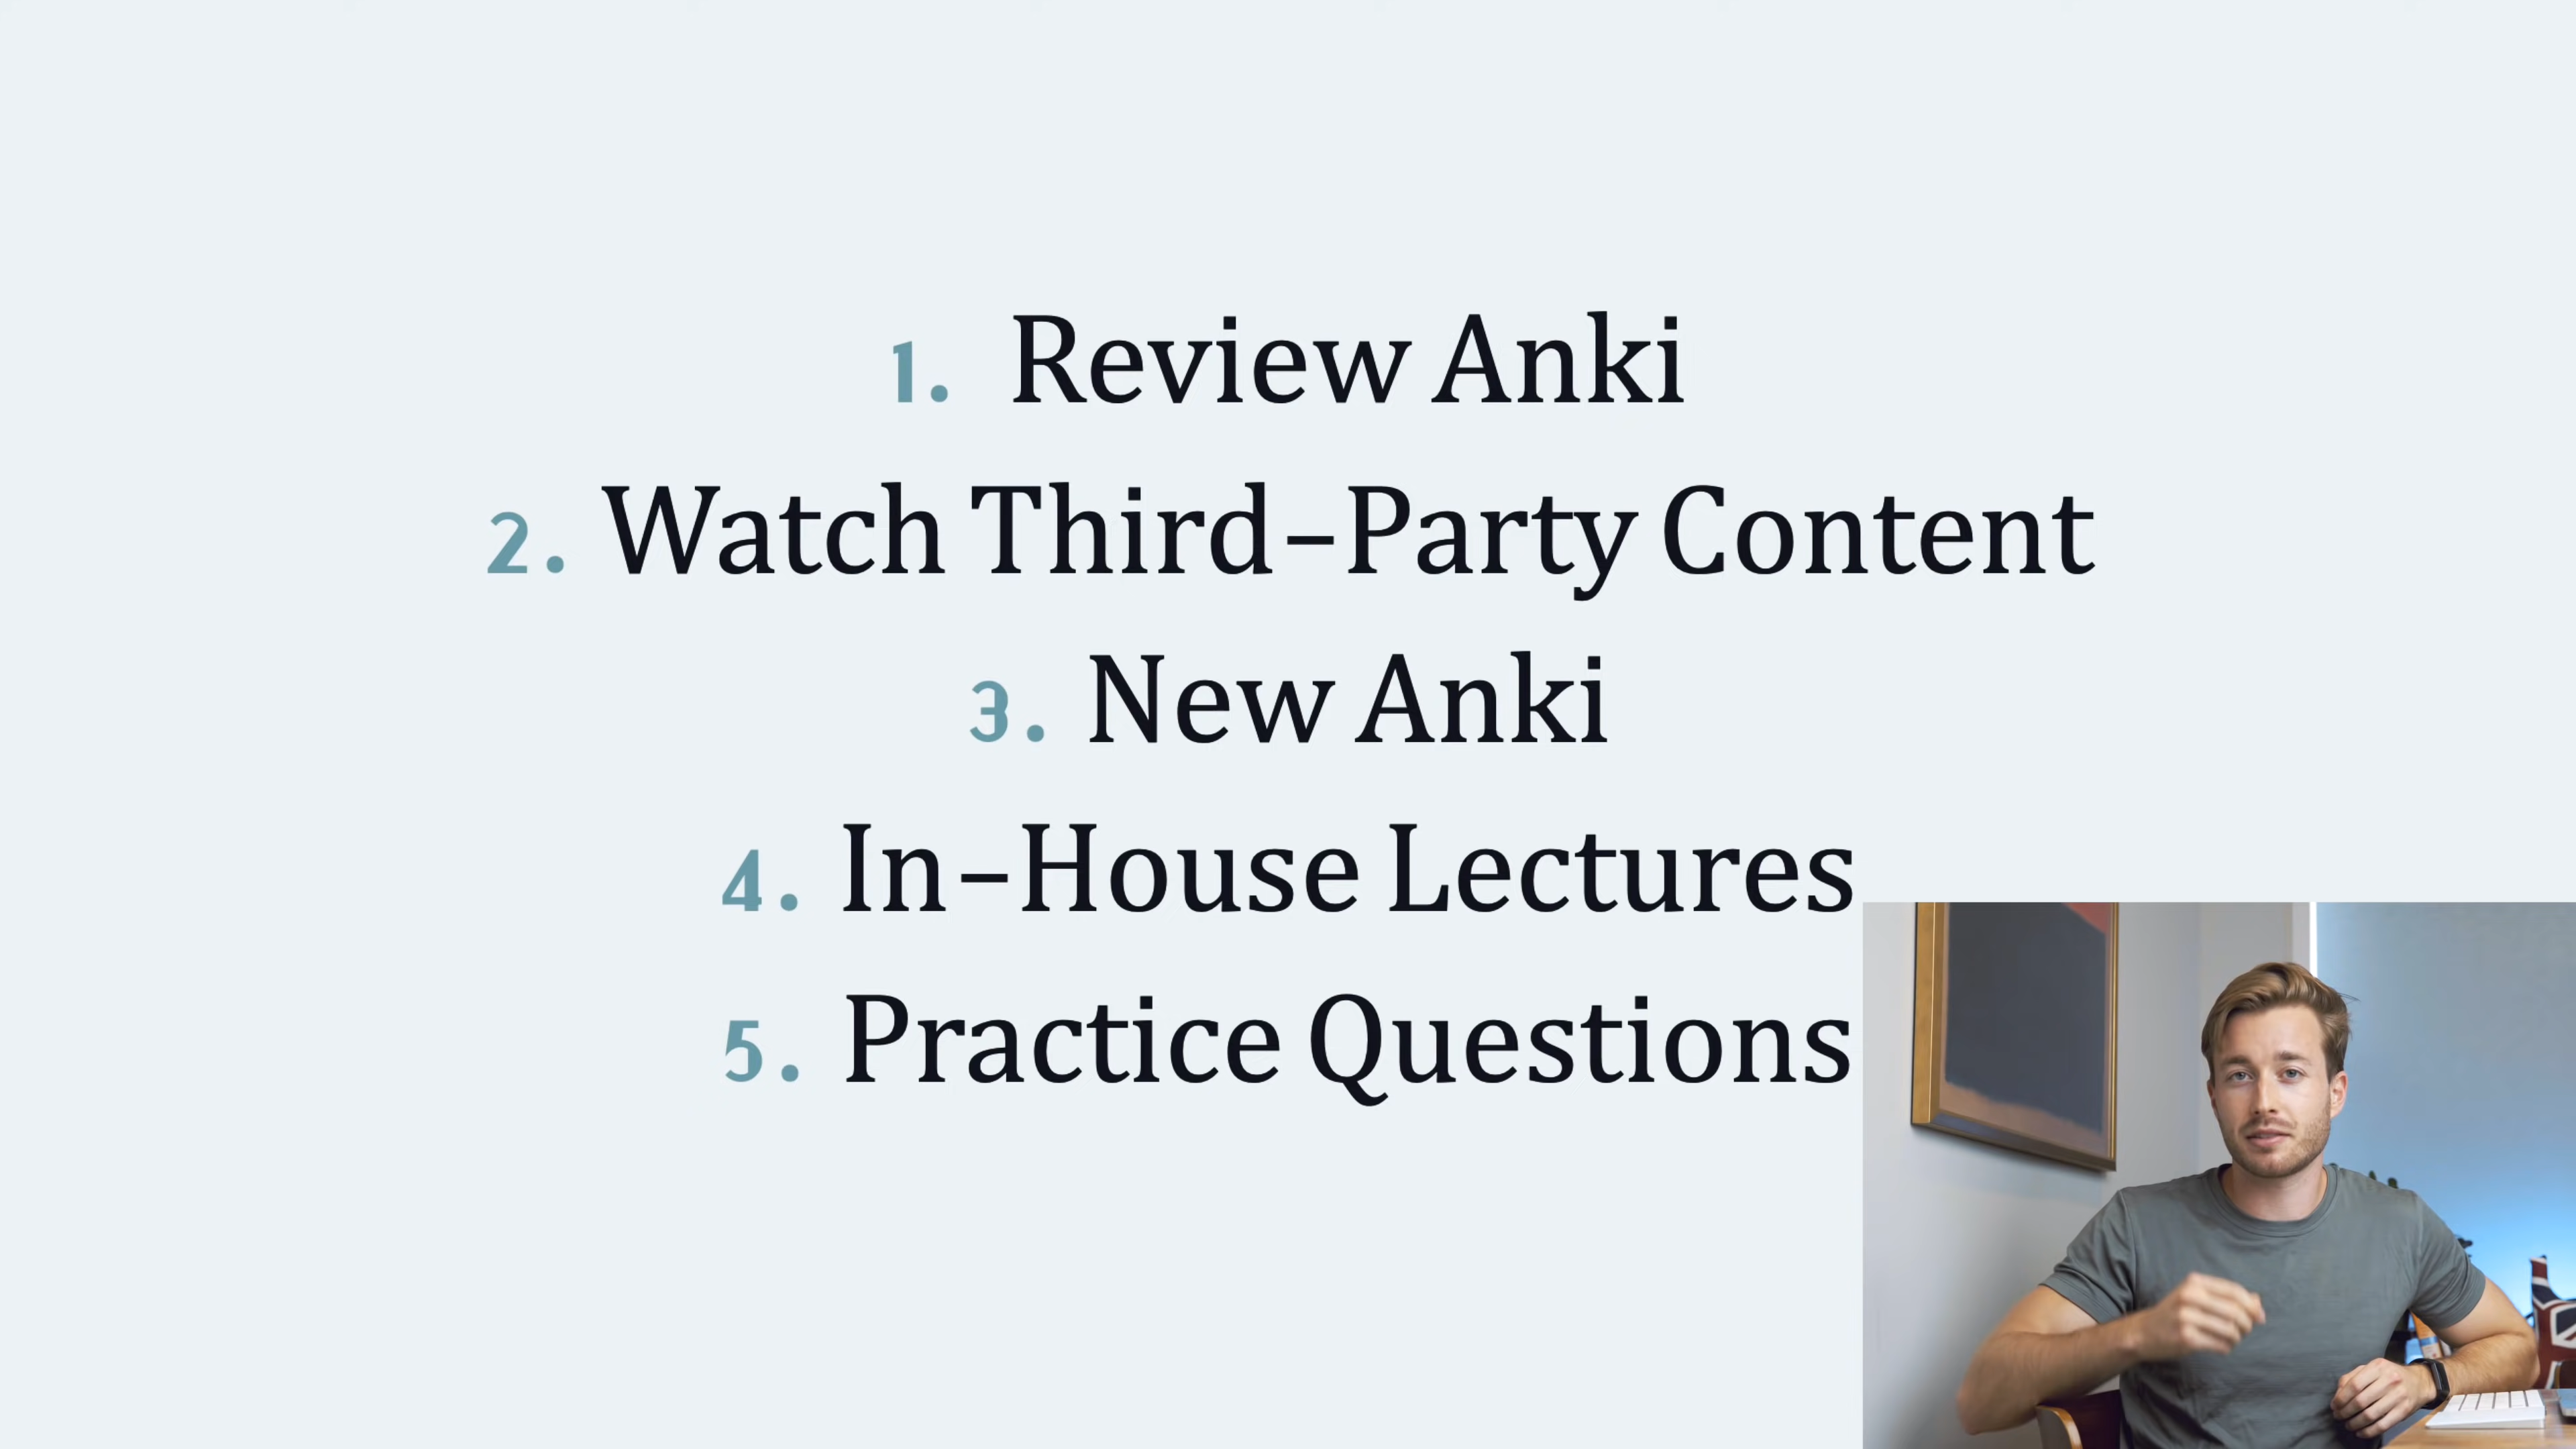 1. Review Anki
2. Watch Third-Party Content
3. New Anki
4. In-House Lectures
5. Practice Questions